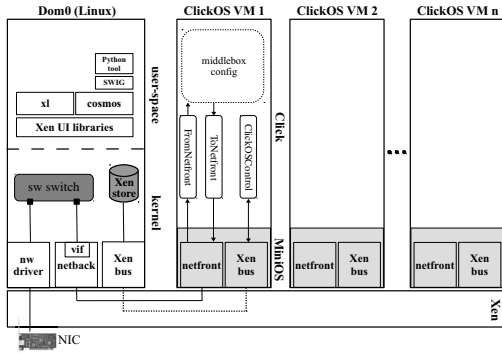 Dom0 (Linux)
ClickOS VM 1
ClickOS VM 2
ClickOS VM n
Python
tool
SWIG
xl
cosmos
Xen UI libraries
user-space
kernel
sw switch
Xen
store
nw
driver
vif
netback
Xen
bus
middlebox
config
FromNetfront
ToNetfront
ClickOSControl
Click
MiniOS
netfront
Xen
bus
netfront
Xen
bus
...
netfront
Xen
bus
Xen
NIC